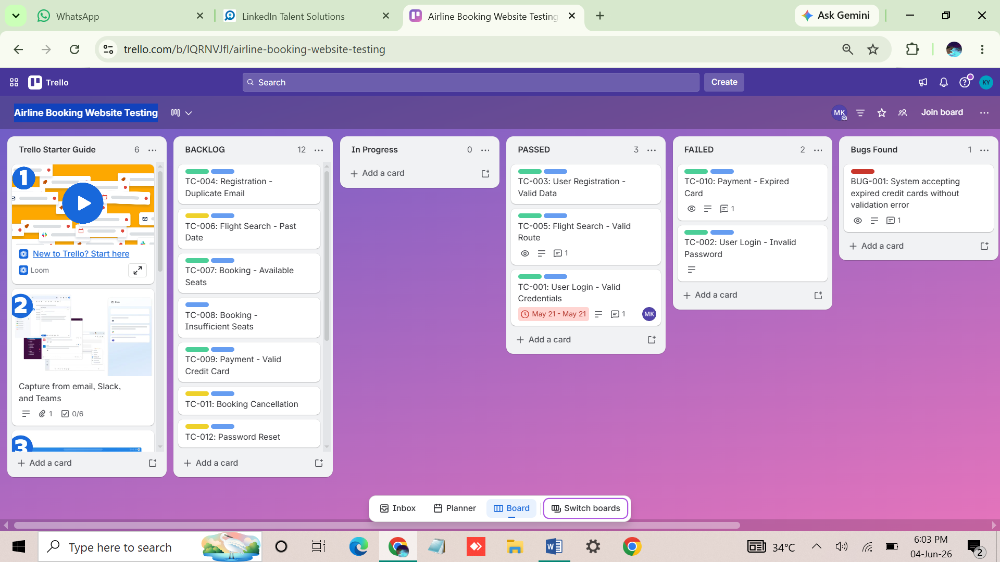 WhatsApp
LinkedIn Talent Solutions
Airline Booking Website Testing
Ask Gemini
trello.com/b/lQRNVJfl/airline-booking-website-testing
Trello
Search
Create
KY
Airline Booking Website Testing
MK
Join board
Trello Starter Guide 6
1
New to Trello? Start here
Loom
2
Capture from email, Slack,
and Teams
1 0/6
3
Add a card
BACKLOG 12
TC-004: Registration -
Duplicate Email
TC-006: Flight Search - Past
Date
TC-007: Booking - Available
Seats
TC-008: Booking -
Insufficient Seats
TC-009: Payment - Valid
Credit Card
TC-011: Booking Cancellation
TC-012: Password Reset
Add a card
In Progress 0
Add a card
PASSED 3
TC-003: User Registration -
Valid Data
TC-005: Flight Search - Valid
Route
1
TC-001: User Login - Valid
Credentials
May 21 - May 21 1 MK
Add a card
FAILED 2
TC-010: Payment - Expired
Card
1
TC-002: User Login - Invalid
Password
Add a card
Bugs Found 1
BUG-001: System accepting
expired credit cards without
validation error
1
Add a card
Inbox
Planner
Board
Switch boards
Type here to search
34°C
6:03 PM
04-Jun-26
2